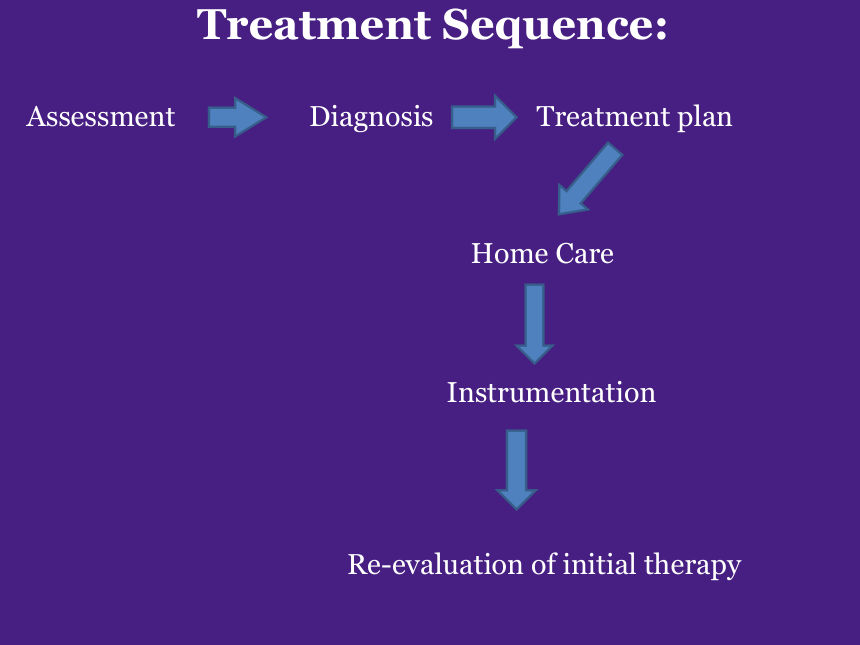 Treatment Sequence:
Assessment
Diagnosis
Treatment plan
Home Care
Instrumentation
Re-evaluation of initial therapy